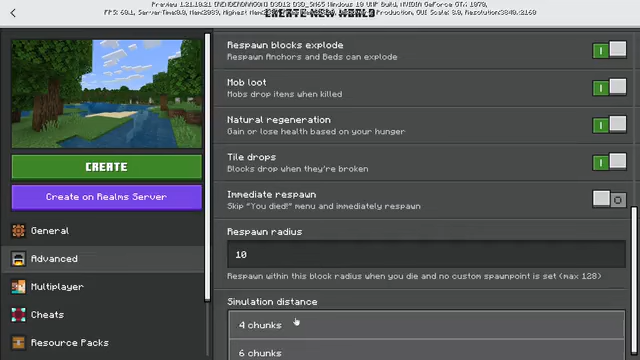 CREATE NEW WORLD
CREATE
Create on Realms Server
General
Advanced
Multiplayer
Cheats
Resource Packs
Respawn blocks explode
Respawn Anchors and Beds can explode
Mob loot
Mobs drop items when killed
Natural regeneration
Gain or lose health based on your hunger
Tile drops
Blocks drop when they're broken
Immediate respawn
Skip "You died!" menu and immediately respawn
Respawn radius
10
Respawn within this block radius when you die and no custom spawnpoint is set (max 128)
Simulation distance
4 chunks
6 chunks